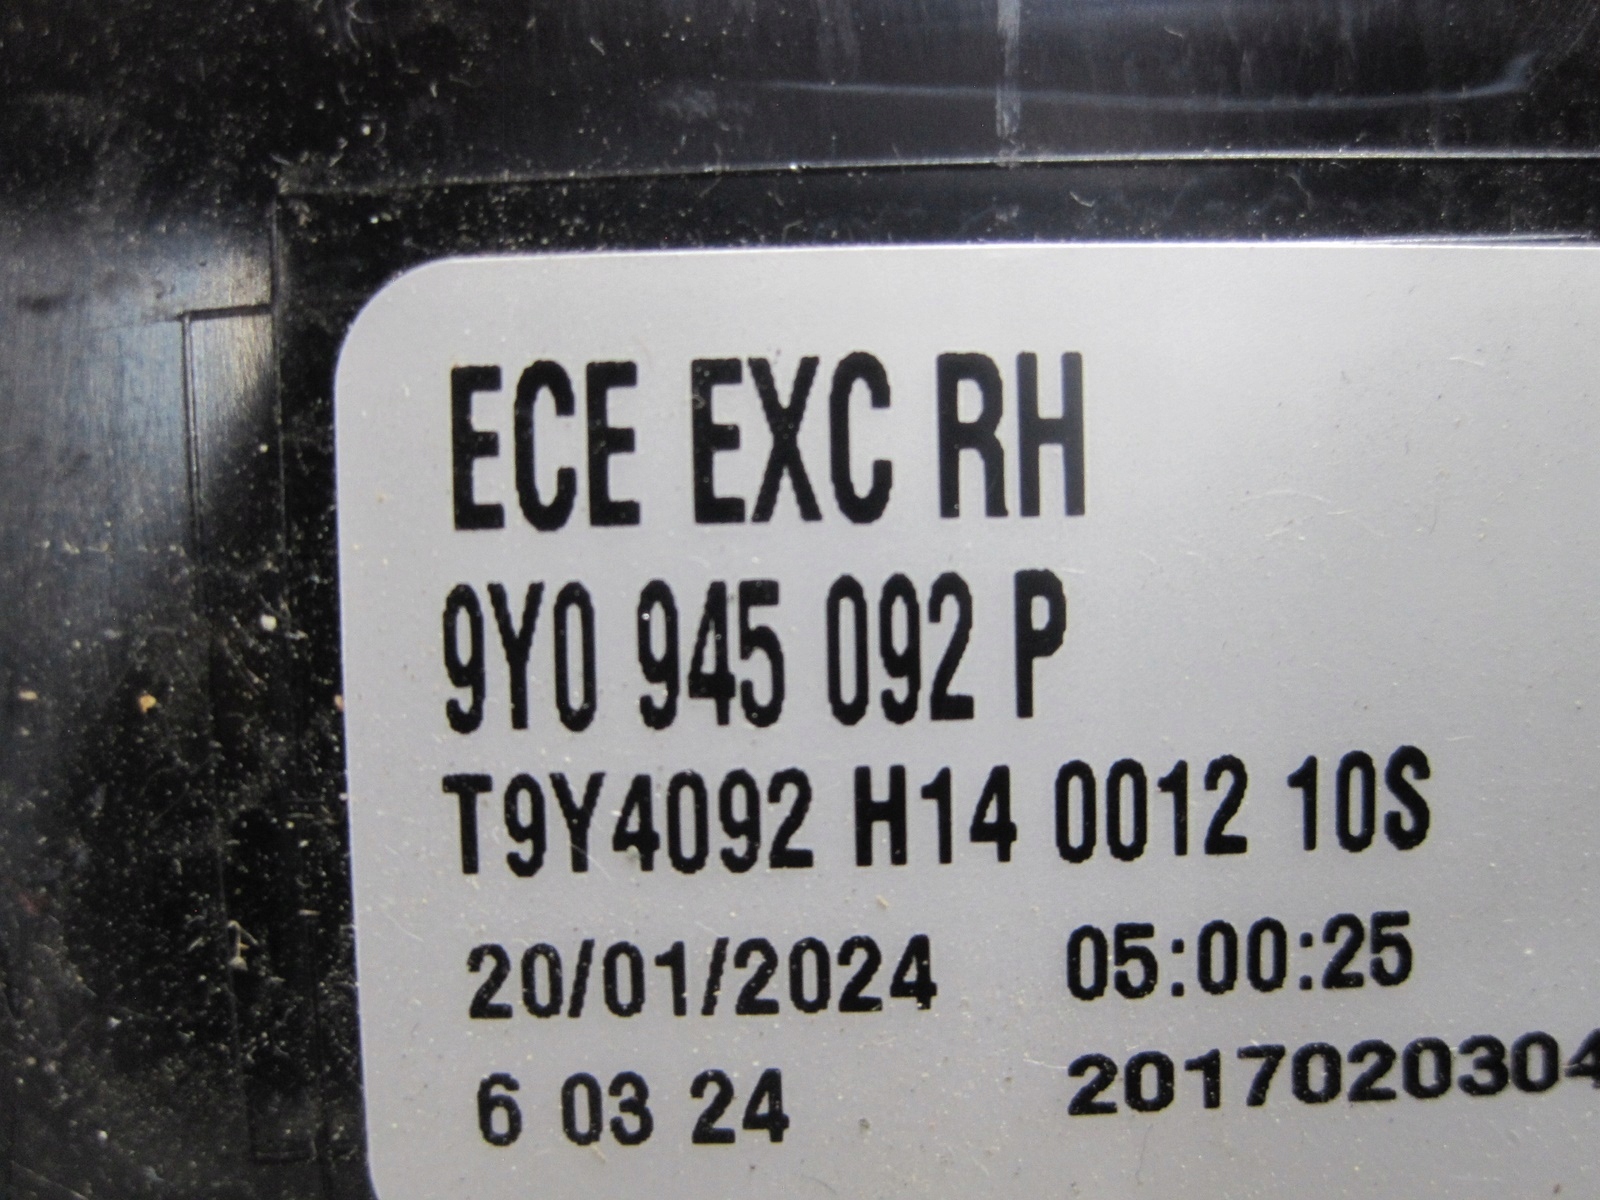 ECE EXC RH
9Y0 945 092 P
T9Y4092 H14 0012 10S
20/01/2024 05:00:25
6 03 24 2017020304